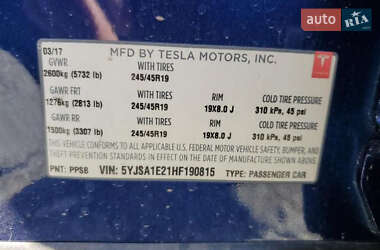 auto RIA.com
03/17
MFD BY TESLA MOTORS, INC.
GVWR WITH TIRES
2600kg (5732 lb) 245/45R19
GAWR FRT WITH TIRES RIM COLD TIRE PRESSURE
1276kg (2813 lb) 245/45R19 19X8.0 J 310 kPa, 45 psi
GAWR RR WITH TIRES RIM COLD TIRE PRESSURE
1500kg (3307 lb) 245/45R19 19X8.0 J 310 kPa, 45 psi
THIS VEHICLE CONFORMS TO ALL APPLICABLE
FEDERAL MOTOR VEHICLE SAFETY, BUMPER, AND
THEFT PREVENTION STANDARDS IN EFFECT ON THE
DATE OF MANUFACTURE SHOWN ABOVE.
PNT: PPSB VIN: 5YJSA1E21HF190815 TYPE: PASSENGER CAR